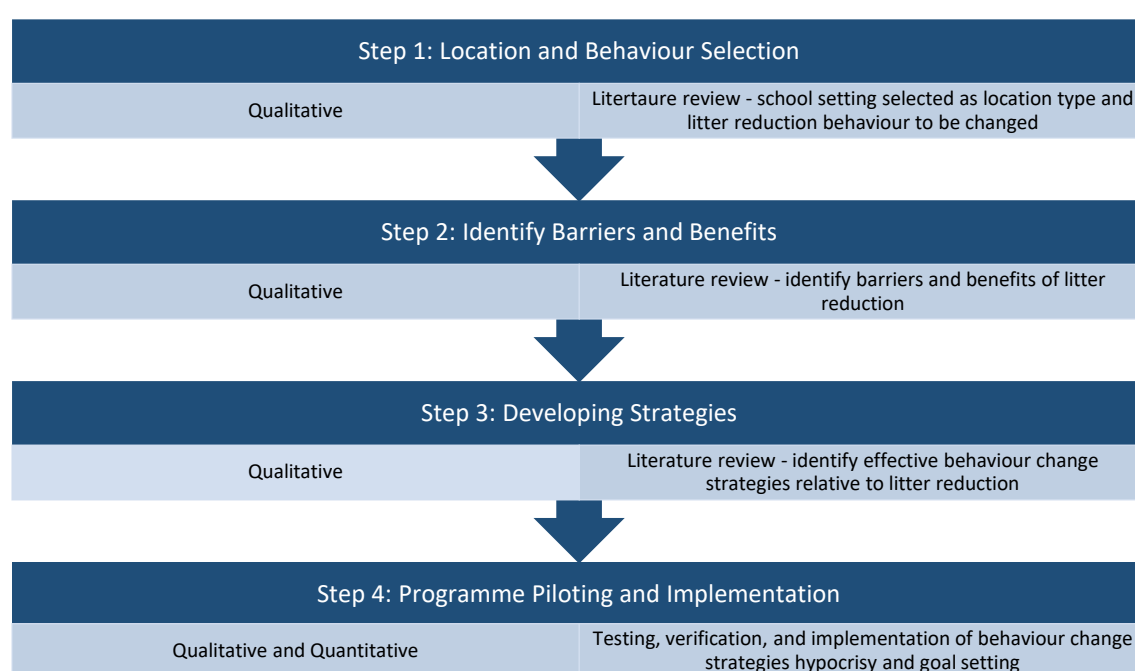 Step 1: Location and Behaviour Selection
Qualitative
Litertaure review - school setting selected as location type and
litter reduction behaviour to be changed
Step 2: Identify Barriers and Benefits
Qualitative
Literature review - identify barriers and benefits of litter
reduction
Step 3: Developing Strategies
Qualitative
Literature review - identify effective behaviour change
strategies relative to litter reduction
Step 4: Programme Piloting and Implementation
Qualitative and Quantitative
Testing, verification, and implementation of behaviour change
strategies hypocrisy and goal setting